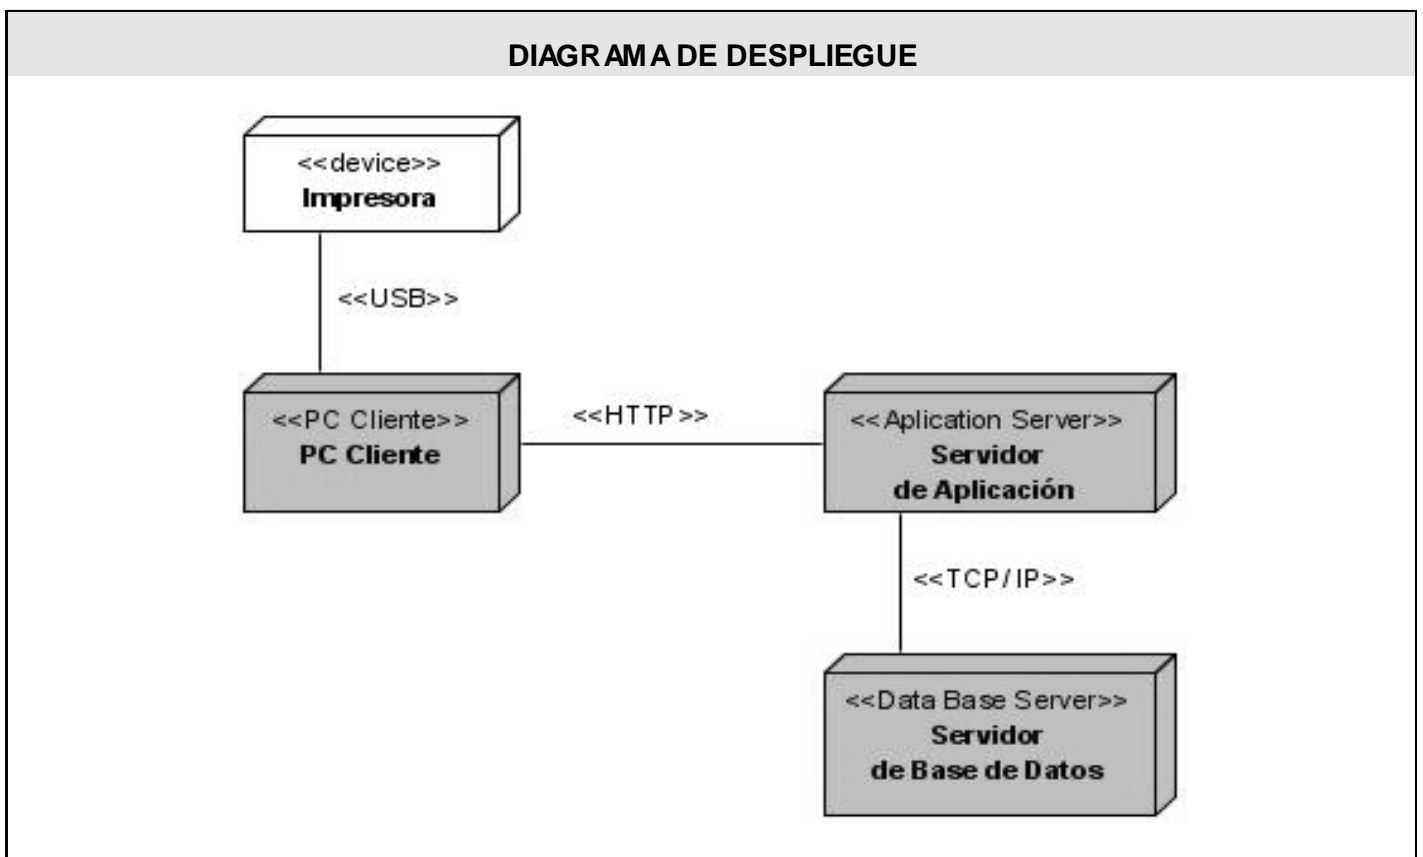 DIAGRAMA DE DESPLIEGUE
<<device>>
Impresora
<<USB>>
<<PC Cliente>>
PC Cliente
<<HTTP>>
<<Aplication Server>>
Servidor
de Aplicación
<<TCP/IP>>
<<Data Base Server>>
Servidor
de Base de Datos